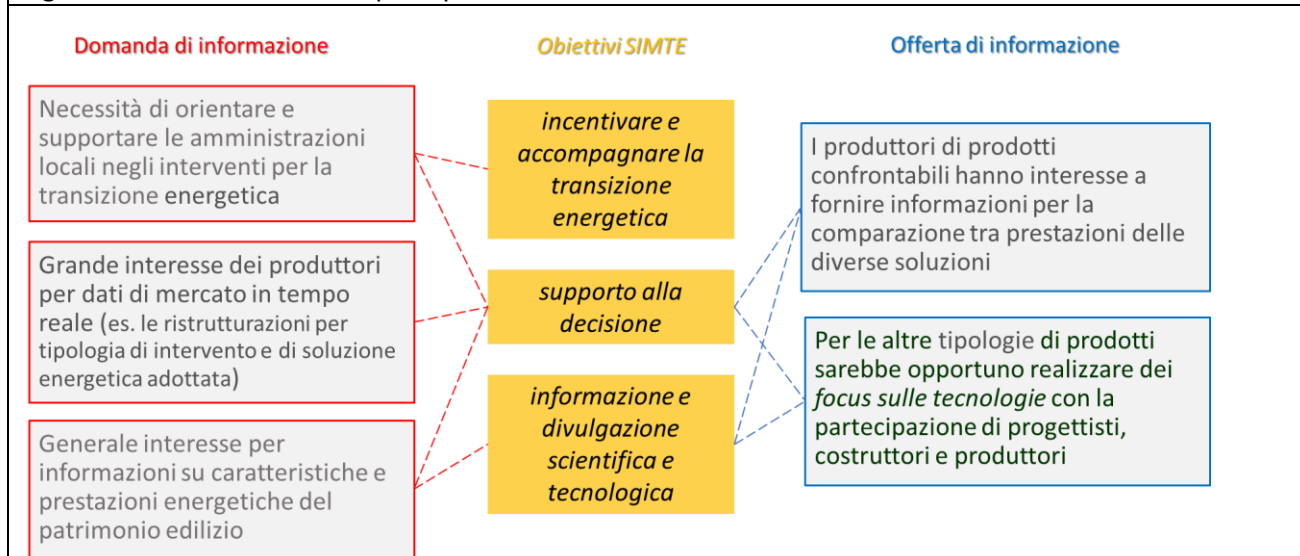 Domanda di informazione
Necessità di orientare e
supportare le amministrazioni
locali negli interventi per la
transizione energetica
Grande interesse dei produttori
per dati di mercato in tempo
reale (es. le ristrutturazioni per
tipologia di intervento e di soluzione
energetica adottata)
Generale interesse per
informazioni su caratteristiche e
prestazioni energetiche del
patrimonio edilizio
Obiettivi SIMTE
incentivare e
accompagnare la
transizione
energetica
supporto alla
decisione
informazione e
divulgazione
scientifica e
tecnologica
Offerta di informazione
I produttori di prodotti
confrontabili hanno interesse a
fornire informazioni per la
comparazione tra prestazioni delle
diverse soluzioni
Per le altre tipologie di prodotti
sarebbe opportuno realizzare dei
focus sulle tecnologie con la
partecipazione di progettisti,
costruttori e produttori